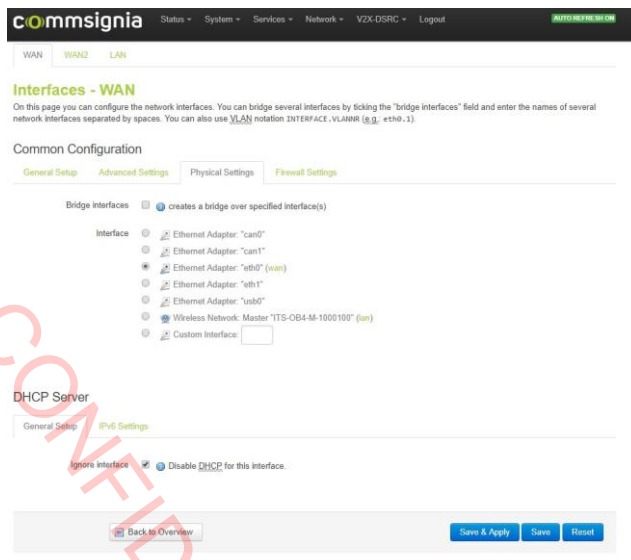 commsignia Status System Services Network V2X-DSRC Logout AUTO REFRESH ON
WAN WAN2 LAN
Interfaces - WAN
On this page you can configure the network interfaces. You can bridge several interfaces by ticking the "bridge interfaces" field and enter the names of several
network interfaces separated by spaces. You can also use VLAN notation INTERFACE.VLANNR (e.g.: eth0.1).
Common Configuration
General Setup Advanced Settings Physical Settings Firewall Settings
Bridge interfaces creates a bridge over specified interface(s)
Interface Ethernet Adapter: "can0"
Ethernet Adapter: "can1"
Ethernet Adapter: "eth0" (wan)
Ethernet Adapter: "eth1"
Ethernet Adapter: "usb0"
Wireless Network: Master "ITS-OB4-M-1000100" (lan)
Custom Interface:
DHCP Server
General Setup IPv6 Settings
Ignore interface Disable DHCP for this interface.
Back to Overview Save & Apply Save Reset
CONFID